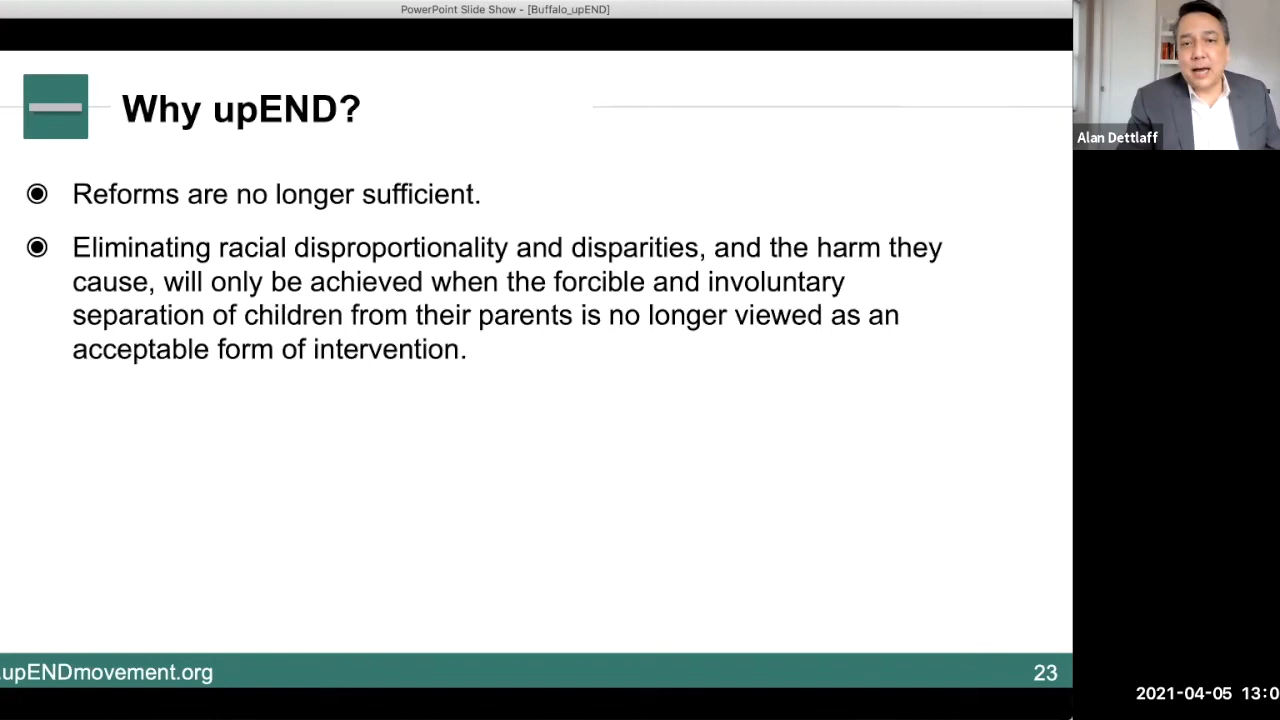 PowerPoint Slide Show - [Buffalo_upEND]
Why upEND?
Reforms are no longer sufficient.
Eliminating racial disproportionality and disparities, and the harm they
cause, will only be achieved when the forcible and involuntary
separation of children from their parents is no longer viewed as an
acceptable form of intervention.
Alan Dettlaff
.upENDmovement.org
23
2021-04-05 13:0